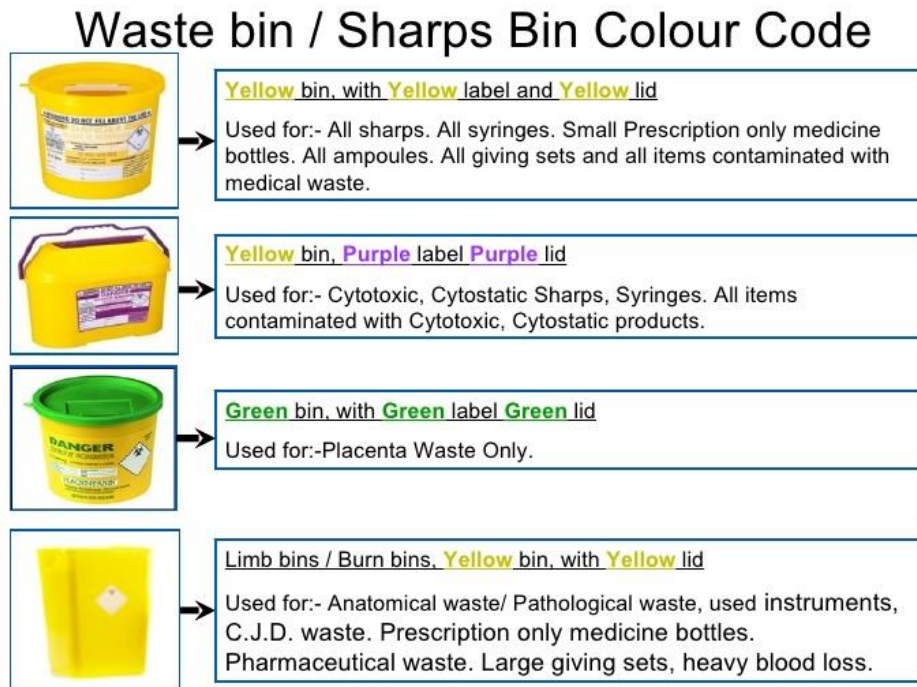 Waste bin / Sharps Bin Colour Code
Yellow bin, with Yellow label and Yellow lid
Used for:- All sharps. All syringes. Small Prescription only medicine
bottles. All ampoules. All giving sets and all items contaminated with
medical waste.
Yellow bin, Purple label Purple lid
Used for:- Cytotoxic, Cytostatic Sharps, Syringes. All items
contaminated with Cytotoxic, Cytostatic products.
DANGER
Green bin, with Green label Green lid
Used for:-Placenta Waste Only.
Limb bins / Burn bins, Yellow bin, with Yellow lid
Used for:- Anatomical waste/ Pathological waste, used instruments,
C.J.D. waste. Prescription only medicine bottles.
Pharmaceutical waste. Large giving sets, heavy blood loss.